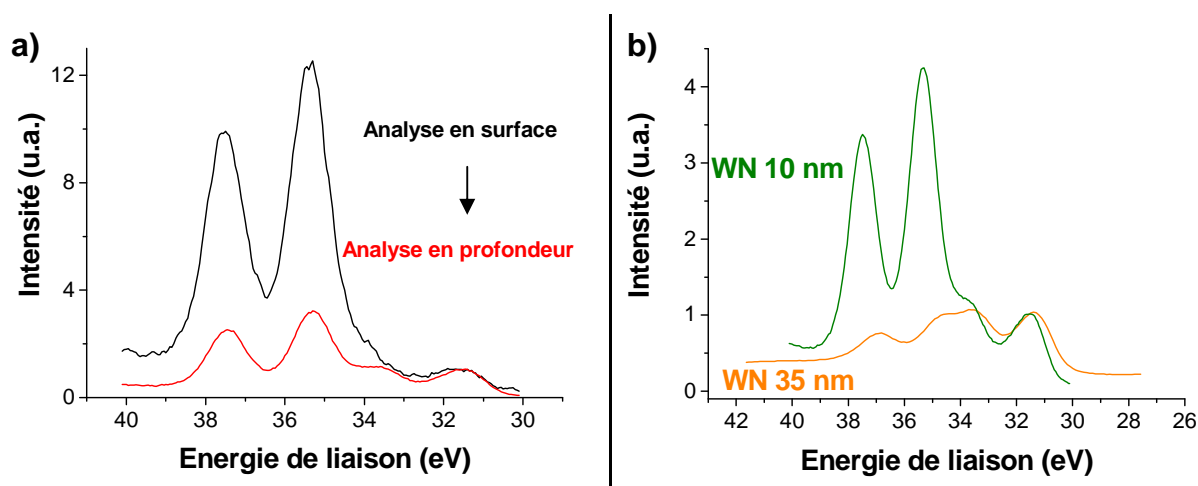 a)
Intensité (u.a.)
12
8
4
0
Analyse en surface
Analyse en profondeur
40
38
36
34
32
30
Energie de liaison (eV)
b)
Intensité (u.a.)
4
3
2
1
0
WN 10 nm
WN 35 nm
42
40
38
36
34
32
30
28
26
Energie de liaison (eV)